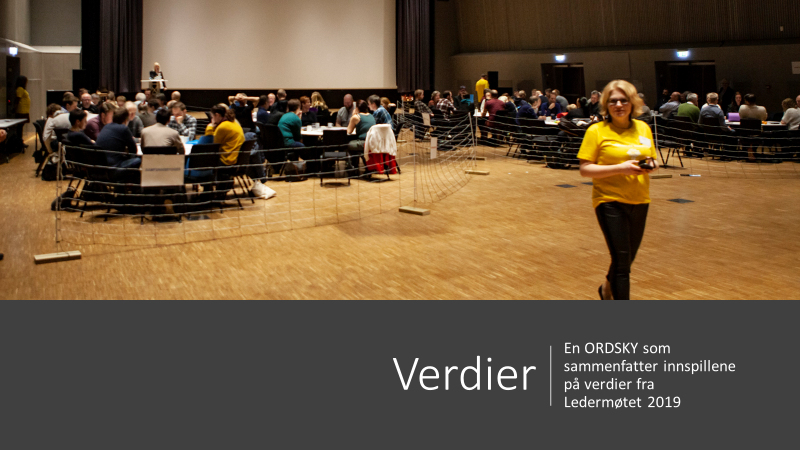 Verdier
En ORDSKY som
sammenfatter innspillene
på verdier fra
Ledermøtet 2019